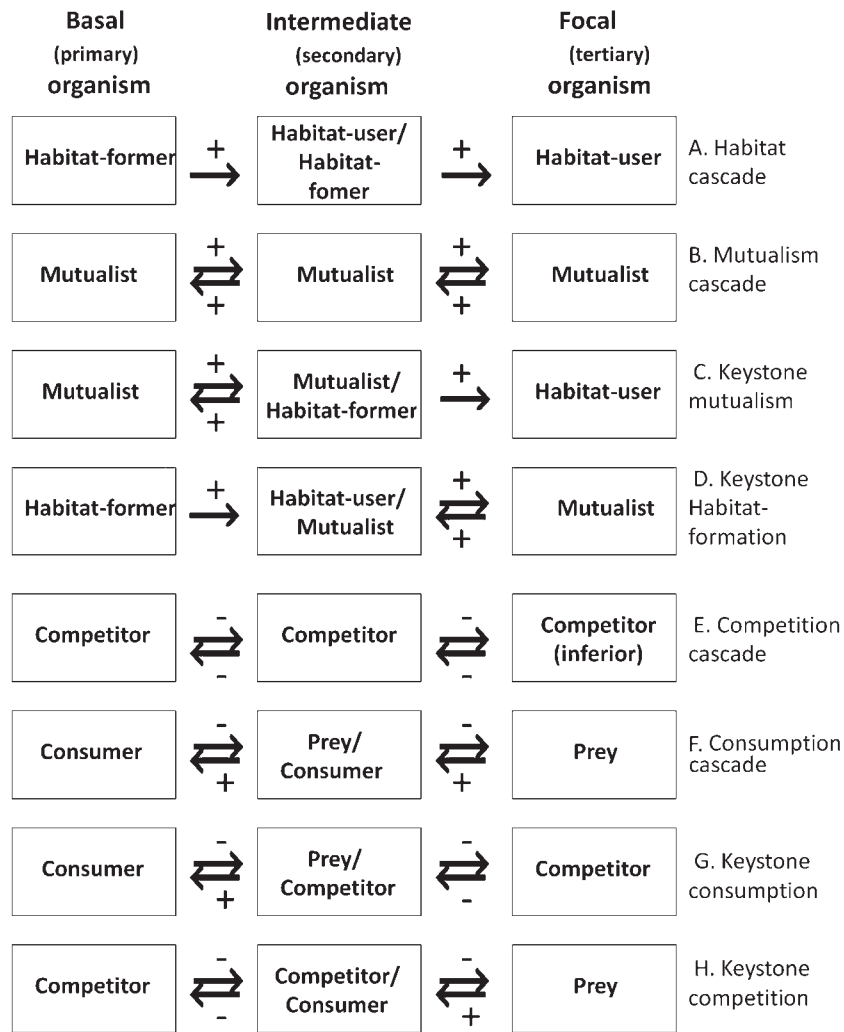 Basal Intermediate Focal
(primary) (secondary) (tertiary)
organism organism organism
+ +
Habitat-former Habitat-user/ Habitat-user A. Habitat
Habitat- cascade
fomer
+ +
Mutualist Mutualist Mutualist B. Mutualism
cascade
+ +
+ +
Mutualist Mutualist/ Habitat-user C. Keystone
Habitat-former mutualism
+
+ +
Habitat-former Habitat-user/ Mutualist D. Keystone
Mutualist Habitat-
formation
+
- -
Competitor Competitor Competitor E. Competition
(inferior) cascade
- -
- -
Consumer Prey/ Prey F. Consumption
Consumer cascade
+ +
- -
Consumer Prey/ Competitor G. Keystone
Competitor consumption
+ -
- -
Competitor Competitor/ Prey H. Keystone
Consumer competition
- +